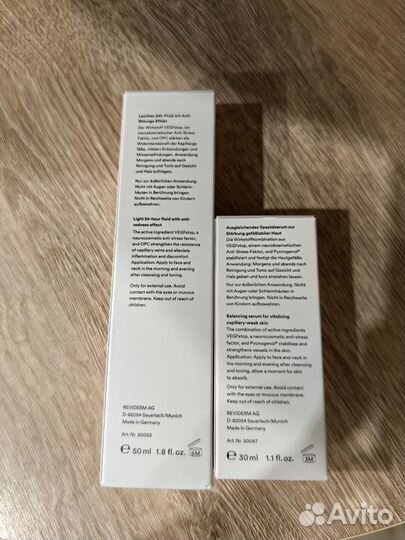 Leichtes 24h-Fluid mit Anti-
Rötungs-Effekt
Der Wirkstoff VEGFstop, ein
neurokosmetischer Anti-Stress-
Faktor, und OPC stärken die
Widerstandskraft der Kapillarge-
fäße, mildern Entzündungen und
Missempfindungen. Anwendung:
Morgens und abends nach
Reinigung und Tonic auf Gesicht
und Hals auftragen.
Nur zur äußerlichen Anwendung.
Nicht mit Augen oder Schleim-
häuten in Berührung bringen.
Nicht in Reichweite von Kindern
aufbewahren.
Light 24-hour fluid with anti-
redness effect
The active ingredient VEGFstop, a
neurocosmetic anti-stress factor,
and OPC strengthen the resistance
of capillary veins and alleviate
inflammation and discomfort.
Application: Apply to face and
neck in the morning and evening
after cleansing and toning.
Only for external use. Avoid
contact with the eyes or mucous
membrane. Keep out of reach of
children.
REVIDERM AG
D-82054 Sauerlach/Munich
Made in Germany
Art.Nr. 50053
℮ 50 ml 1.8 fl. oz. 6M
Ausgleichendes Spezialserum zur
Stärkung gefäßlabiler Haut
Die Wirkstoffkombination aus
VEGFstop, einem neurokosmetischen
Anti-Stress-Faktor, und Pycnogenol®
stabilisiert und festigt die Hautgefäße.
Anwendung: Morgens und abends nach
Reinigung und Tonic auf Gesicht und
Hals geben und einwirken lassen.
Nur zur äußerlichen Anwendung. Nicht
mit Augen oder Schleimhäuten in
Berührung bringen. Nicht in Reichweite
von Kindern aufbewahren.
Balancing serum for vitalising
capillary-weak skin
The combination of active ingredients
VEGFstop, a neurocosmetic anti-stress
factor, and Pycnogenol® stabilises and
strengthens vessels in the skin.
Application: Apply to face and neck in
the morning and evening after cleansing
and toning, allow a moment for skin
to absorb.
Only for external use. Avoid contact
with the eyes or mucous membrane.
Keep out of reach of children.
REVIDERM AG
D-82054 Sauerlach/Munich
Made in Germany
Art.Nr. 50047
℮ 30 ml 1.1 fl. oz. 3M
Avito